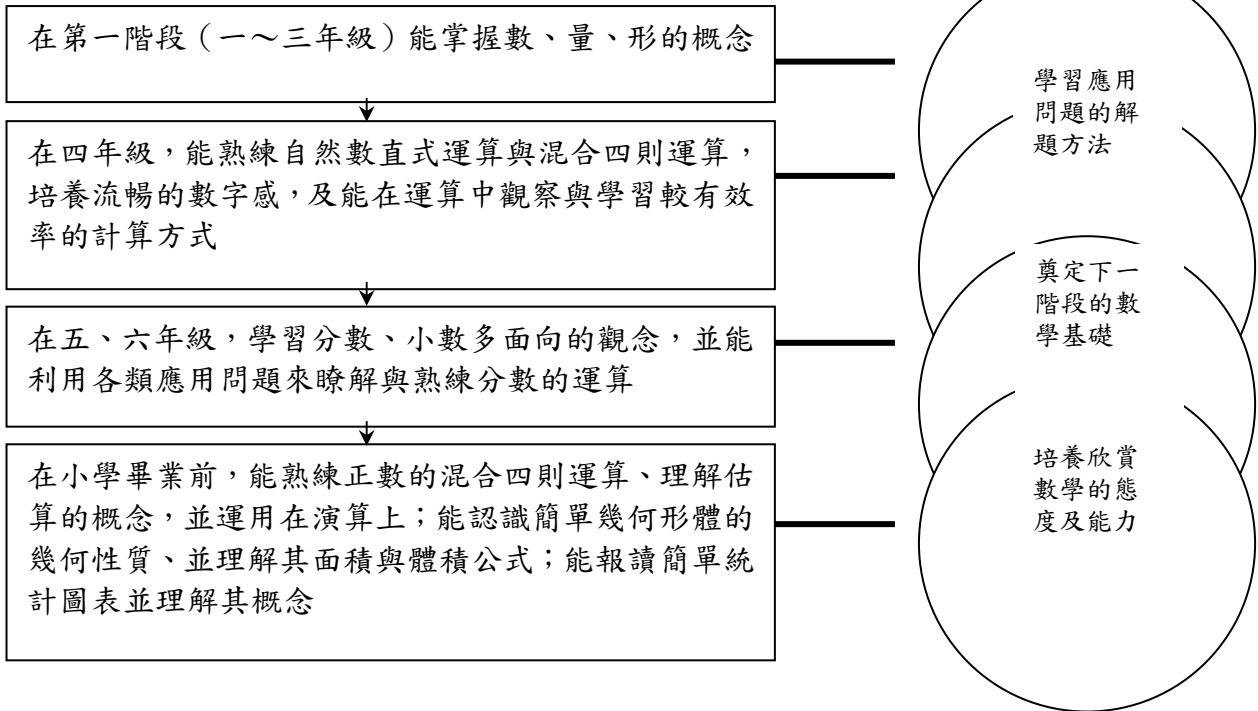 在第一階段（一～三年級）能掌握數、量、形的概念
在四年級，能熟練自然數直式運算與混合四則運算，
培養流暢的數字感，及能在運算中觀察與學習較有效
率的計算方式
在五、六年級，學習分數、小數多面向的觀念，並能
利用各類應用問題來瞭解與熟練分數的運算
在小學畢業前，能熟練正數的混合四則運算、理解估
算的概念，並運用在演算上；能認識簡單幾何形體的
幾何性質、並理解其面積與體積公式；能報讀簡單統
計圖表並理解其概念
學習應用
問題的解
題方法
奠定下一
階段的數
學基礎
培養欣賞
數學的態
度及能力